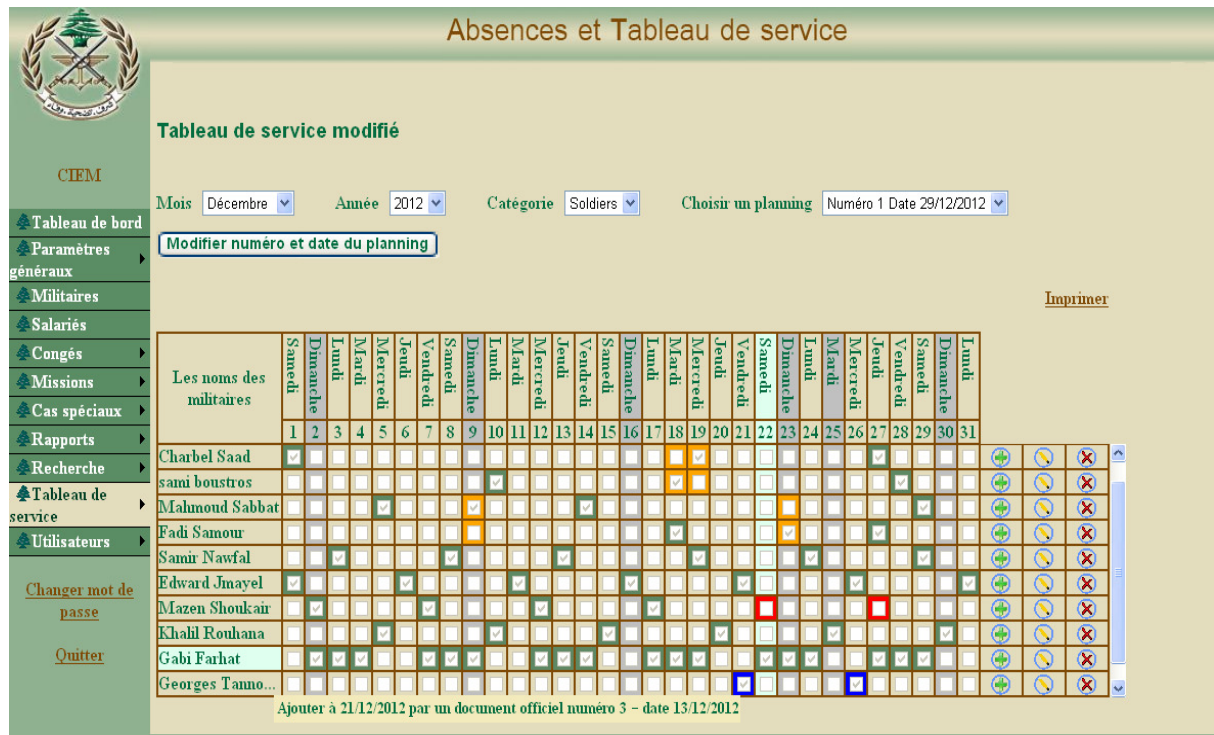 Absences et Tableau de service
شرف. تضحية. وفاء
CIEM
Tableau de bord
Paramètres
généraux
Militaires
Salariés
Congés
Missions
Cas spéciaux
Rapports
Recherche
Tableau de
service
Utilisateurs
Changer mot de
passe
Quitter
Tableau de service modifié
Mois Décembre Année 2012 Catégorie Soldiers Choisir un planning Numéro 1 Date 29/12/2012
Modifier numéro et date du planning
Imprimer
Les noms des
militaires
Samedi Dimanche Lundi Mardi Mercredi Jeudi Vendredi Samedi Dimanche Lundi Mardi Mercredi Jeudi Vendredi Samedi Dimanche Lundi Mardi Mercredi Jeudi Vendredi Samedi Dimanche Lundi Mardi Mercredi Jeudi Vendredi Samedi Dimanche Lundi
1 2 3 4 5 6 7 8 9 10 11 12 13 14 15 16 17 18 19 20 21 22 23 24 25 26 27 28 29 30 31
Charbel Saad
sami boustros
Mahmoud Sabbat
Fadi Samour
Samir Nawfal
Edward Jmayel
Mazen Shoukair
Khalil Rouhana
Gabi Farhat
Georges Tanno...
Ajouter à 21/12/2012 par un document officiel numéro 3 - date 13/12/2012